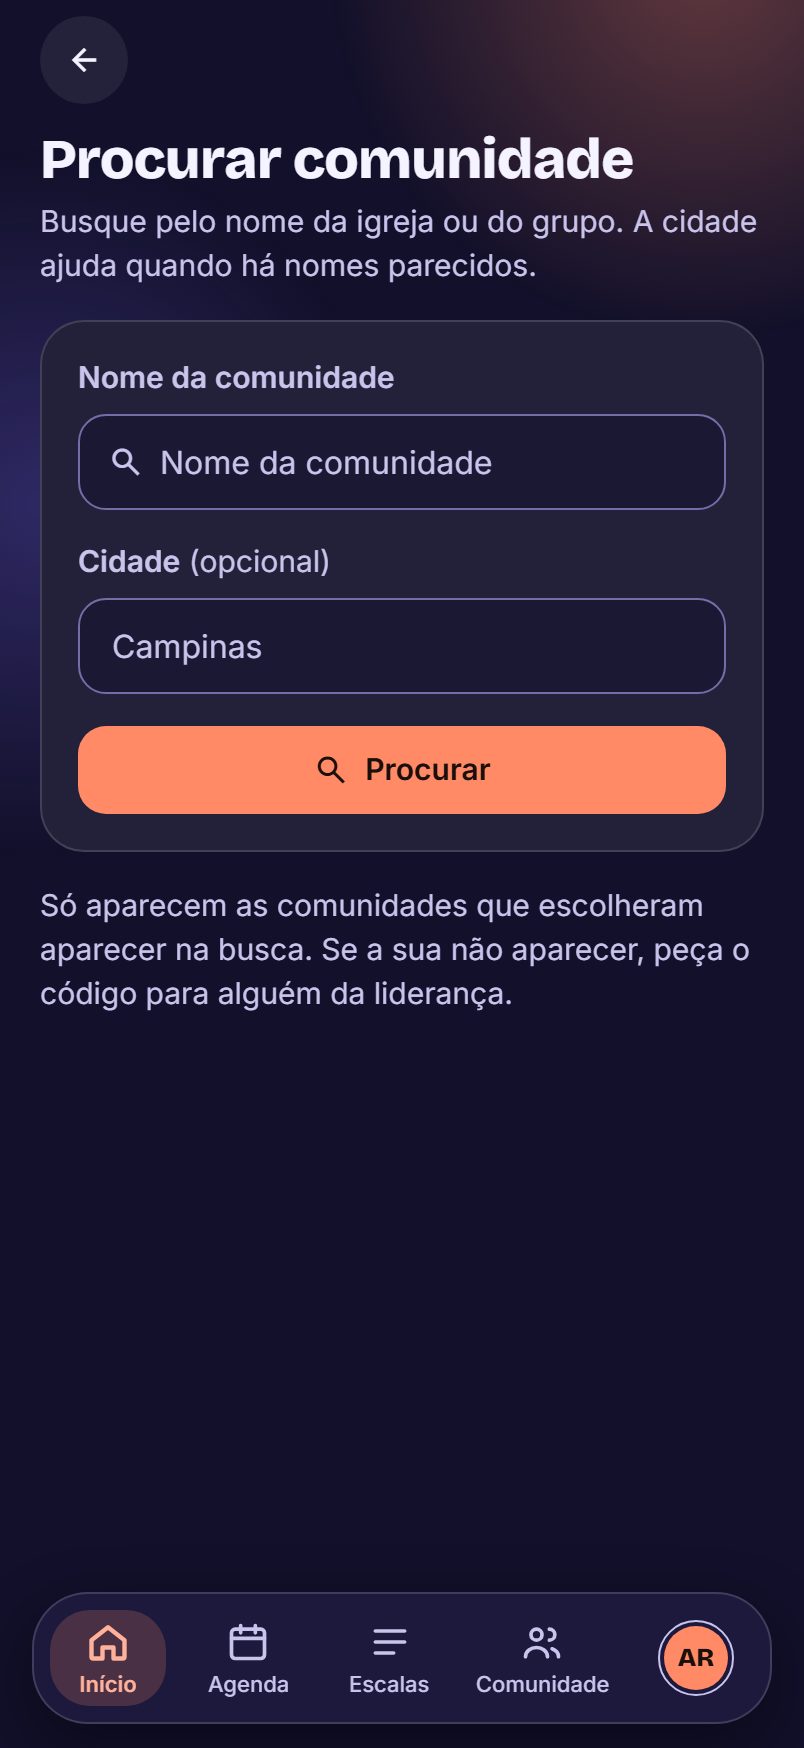 Procurar comunidade
Busque pelo nome da igreja ou do grupo. A cidade
ajuda quando há nomes parecidos.
Nome da comunidade
Nome da comunidade
Cidade (opcional)
Campinas
Procurar
Só aparecem as comunidades que escolheram
aparecer na busca. Se a sua não aparecer, peça o
código para alguém da liderança.
Início
Agenda
Escalas
Comunidade
AR